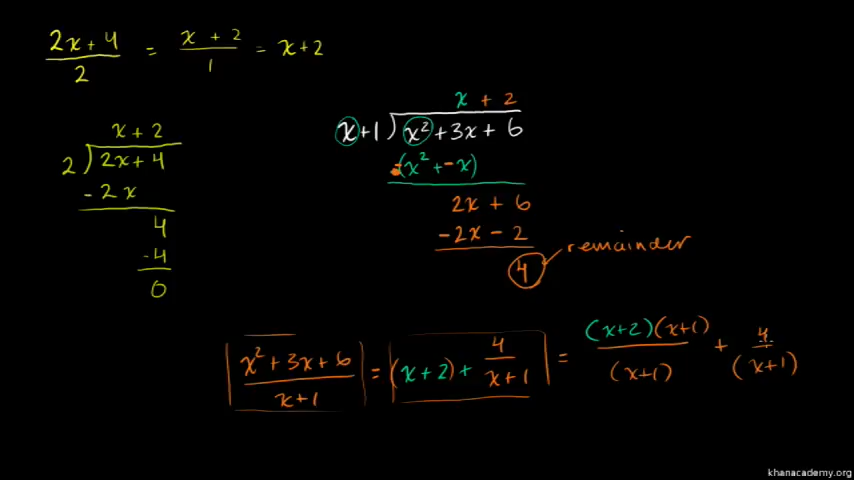 2x+4/2 = x + 2/1 = x+2
x + 2
2)2x+4
-2x
4
-4
0
x + 2
x+1)x²+3x+6
-(x²+-x)
2x + 6
-2x - 2
4 remainder
x²+3x+6/x+1 = (x+2)+ 4/x+1 = (x+2)(x+1)/(x+1) + 4/(x+1)
khanacademy.org